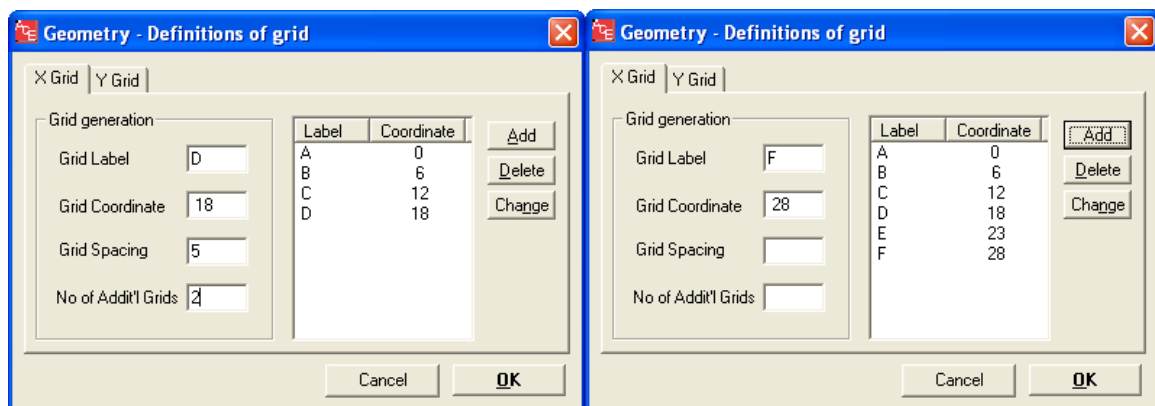 Geometry - Definitions of grid
X Grid Y Grid
Grid generation
Grid Label D
Grid Coordinate 18
Grid Spacing 5
No of Addit'l Grids 2
Label Coordinate
A 0
B 6
C 12
D 18
Add
Delete
Change
Cancel OK
Geometry - Definitions of grid
X Grid Y Grid
Grid generation
Grid Label F
Grid Coordinate 28
Grid Spacing
No of Addit'l Grids
Label Coordinate
A 0
B 6
C 12
D 18
E 23
F 28
Add
Delete
Change
Cancel OK